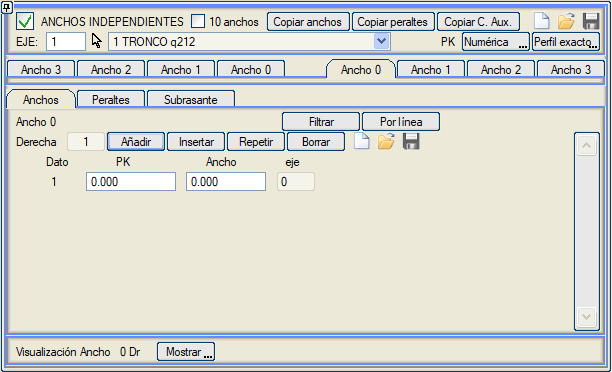 ANCHOS INDEPENDIENTES 10 anchos Copiar anchos Copiar peraltes Copiar C. Aux.
EJE: 1 1 TRONCO q212 PK Numérica ... Perfil exacto...
Ancho 3 Ancho 2 Ancho 1 Ancho 0 Ancho 0 Ancho 1 Ancho 2 Ancho 3
Anchos Peraltes Subrasante
Ancho 0 Filtrar Por línea
Derecha 1 Añadir Insertar Repetir Borrar
Dato PK Ancho eje
1 0.000 0.000 0
Visualización Ancho 0 Dr Mostrar ...